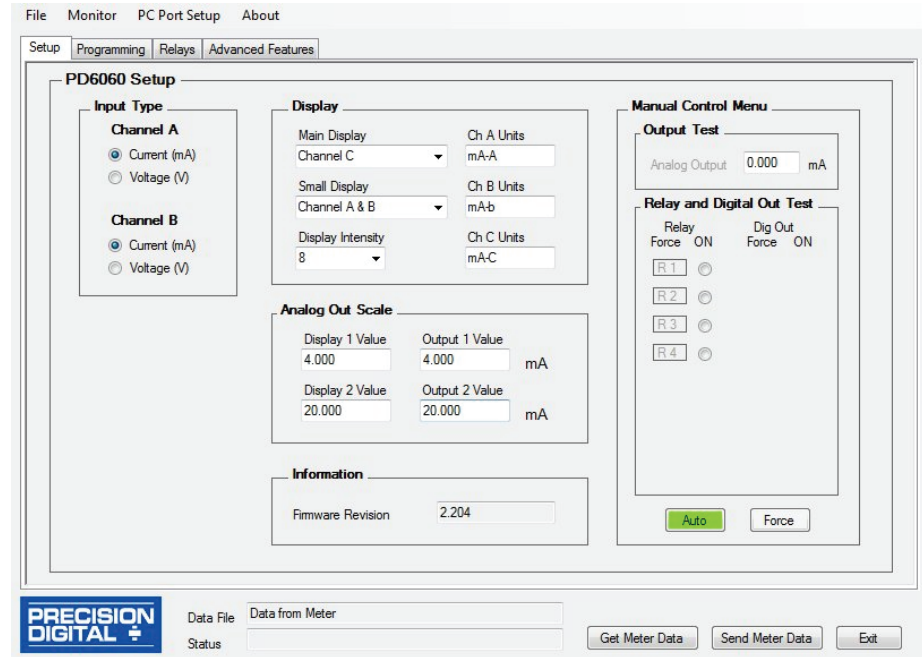 File Monitor PC Port Setup About
Setup Programming Relays Advanced Features
PD6060 Setup
Input Type
Channel A
Current (mA)
Voltage (V)
Channel B
Current (mA)
Voltage (V)
Display
Main Display Ch A Units
Channel C mA-A
Small Display Ch B Units
Channel A & B mA-b
Display Intensity Ch C Units
8 mA-C
Analog Out Scale
Display 1 Value Output 1 Value
4.000 4.000 mA
Display 2 Value Output 2 Value
20.000 20.000 mA
Information
Firmware Revision 2.204
Manual Control Menu
Output Test
Analog Output 0.000 mA
Relay and Digital Out Test
Relay Dig Out
Force ON Force ON
R 1
R 2
R 3
R 4
Auto Force
PRECISION
DIGITAL
Data File Data from Meter
Status
Get Meter Data Send Meter Data Exit